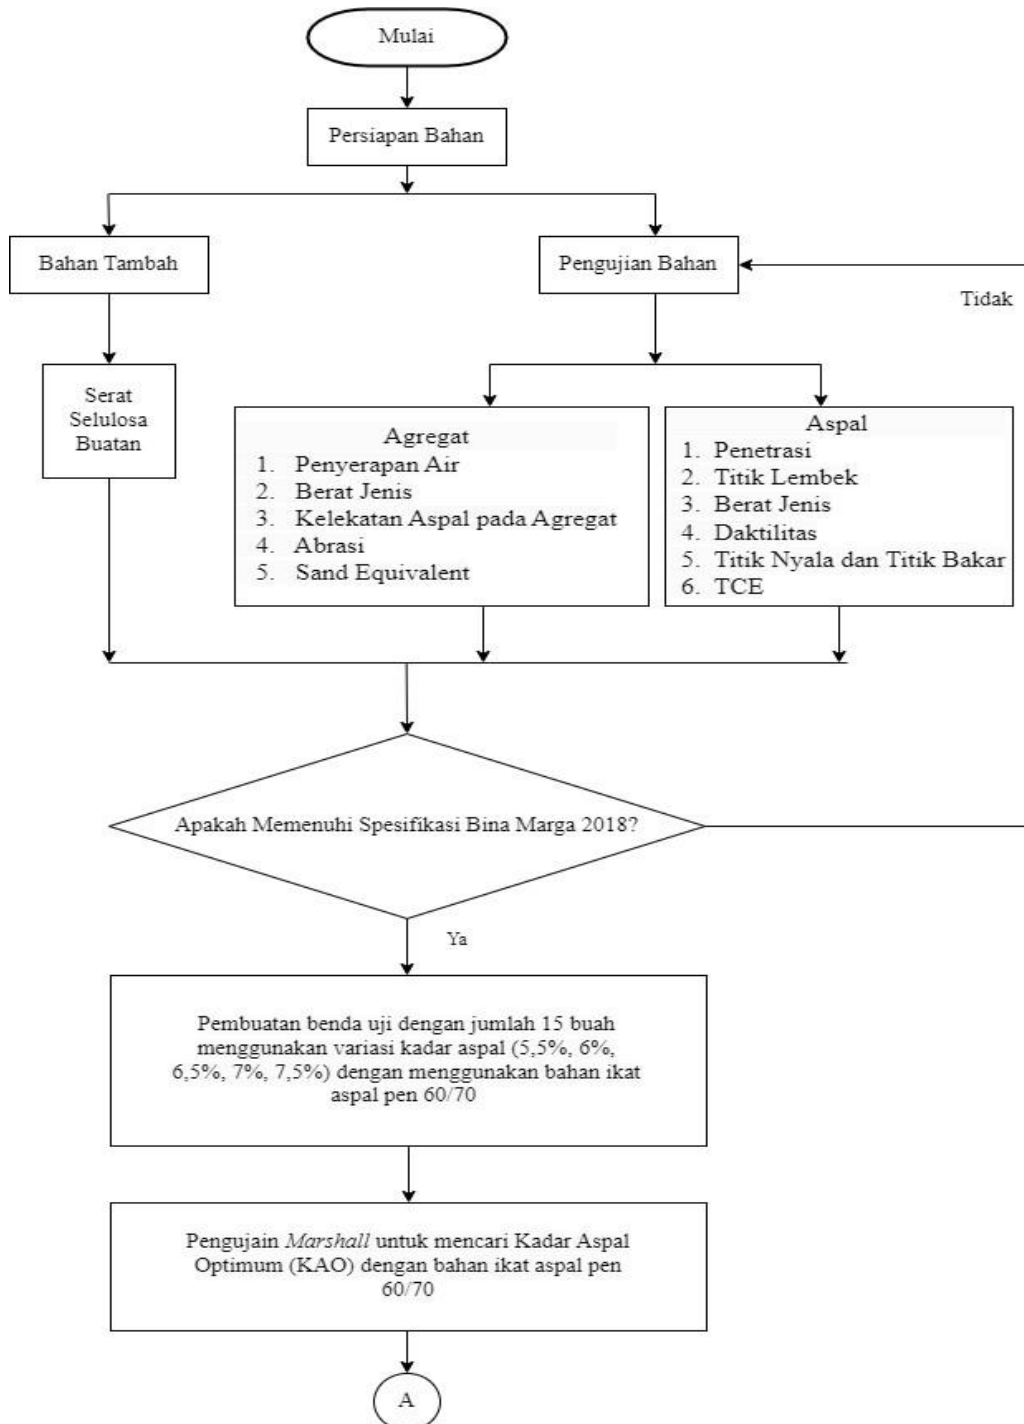 Mulai
Persiapan Bahan
Bahan Tambah
Pengujian Bahan
Tidak
Serat
Selulosa
Buatan
Agregat
1. Penyerapan Air
2. Berat Jenis
3. Kelekatan Aspal pada Agregat
4. Abrasi
5. Sand Equivalent
Aspal
1. Penetrasi
2. Titik Lembek
3. Berat Jenis
4. Daktilitas
5. Titik Nyala dan Titik Bakar
6. TCE
Apakah Memenuhi Spesifikasi Bina Marga 2018?
Ya
Pembuatan benda uji dengan jumlah 15 buah
menggunakan variasi kadar aspal (5,5%, 6%,
6,5%, 7%, 7,5%) dengan menggunakan bahan ikat
aspal pen 60/70
Pengujain Marshall untuk mencari Kadar Aspal
Optimum (KAO) dengan bahan ikat aspal pen
60/70
A